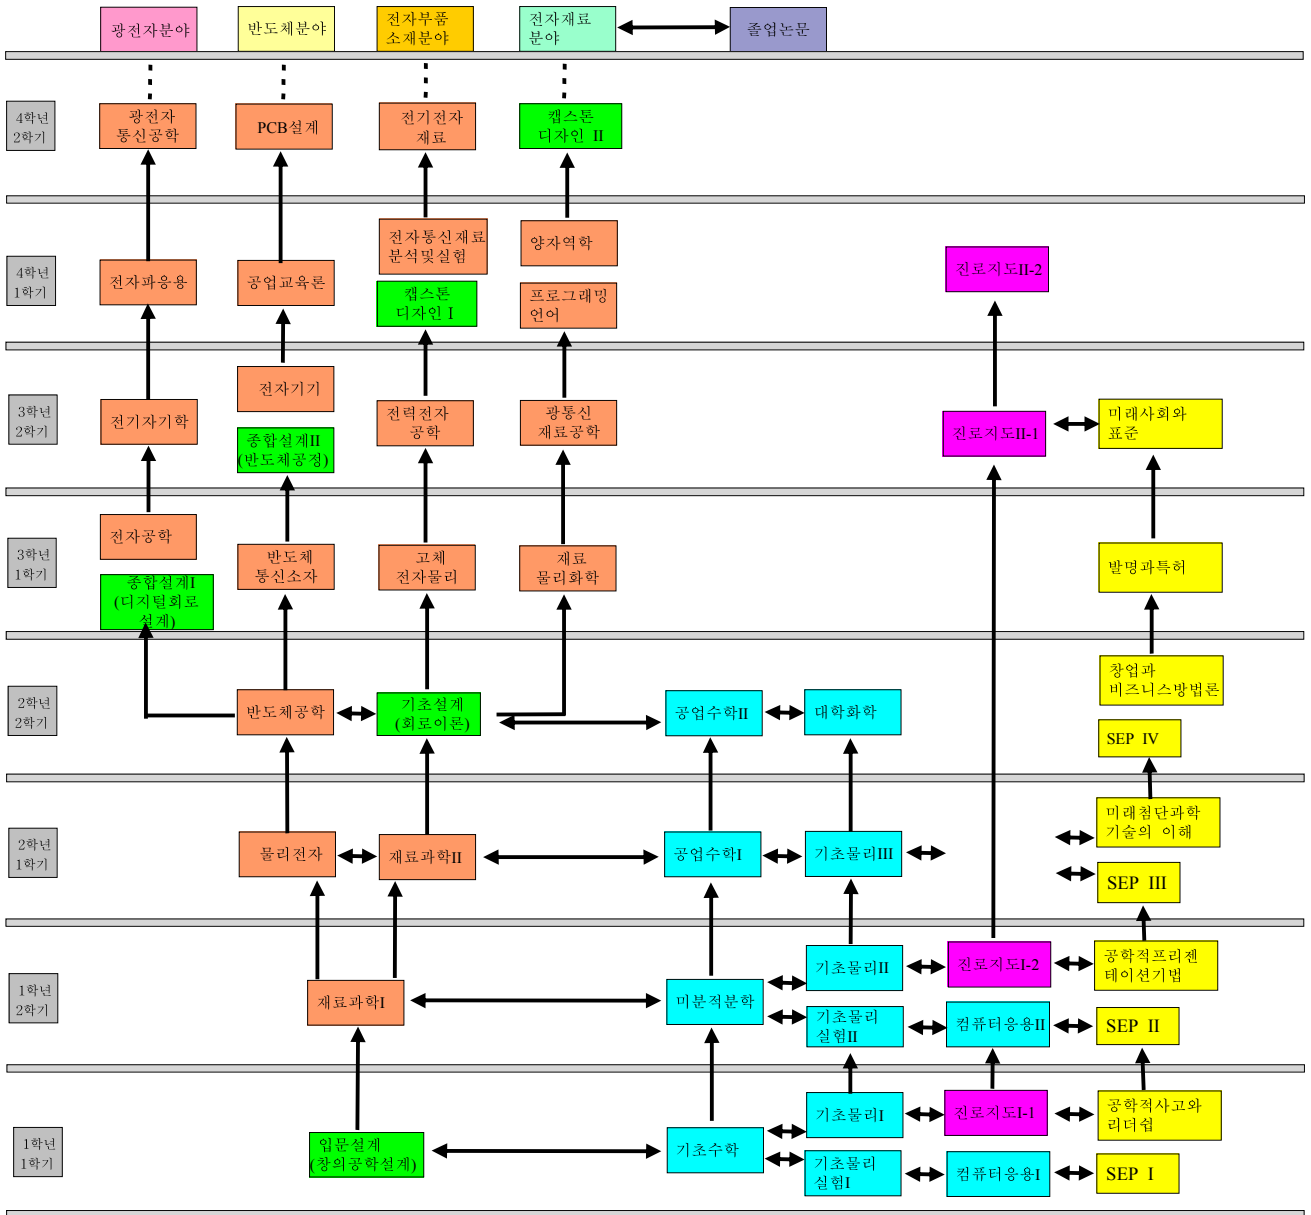 광전자분야
반도체분야
전자부품
소재분야
전자재료
분야
졸업논문
4학년
2학기
광전자
통신공학
PCB설계
전기전자
재료
캡스톤
디자인 II
4학년
1학기
전자파응용
공업교육론
전자통신재료
분석및실험
캡스톤
디자인 I
양자역학
프로그래밍
언어
진로지도II-2
3학년
2학기
전기자기학
전자기기
종합설계II
(반도체공정)
전력전자
공학
광통신
재료공학
진로지도II-1
미래사회와
표준
3학년
1학기
전자공학
종합설계I
(디지털회로
설계)
반도체
통신소자
고체
전자물리
재료
물리화학
발명과특허
2학년
2학기
반도체공학
기초설계
(회로이론)
공업수학II
대학화학
창업과
비즈니스방법론
SEP IV
2학년
1학기
물리전자
재료과학II
공업수학I
기초물리III
미래첨단과학
기술의 이해
SEP III
1학년
2학기
재료과학I
미분적분학
기초물리II
기초물리
실험II
진로지도I-2
컴퓨터응용II
공학적프리젠
테이션기법
SEP II
1학년
1학기
입문설계
(창의공학설계)
기초수학
기초물리I
기초물리
실험I
진로지도I-1
컴퓨터응용I
공학적사고와
리더쉽
SEP I